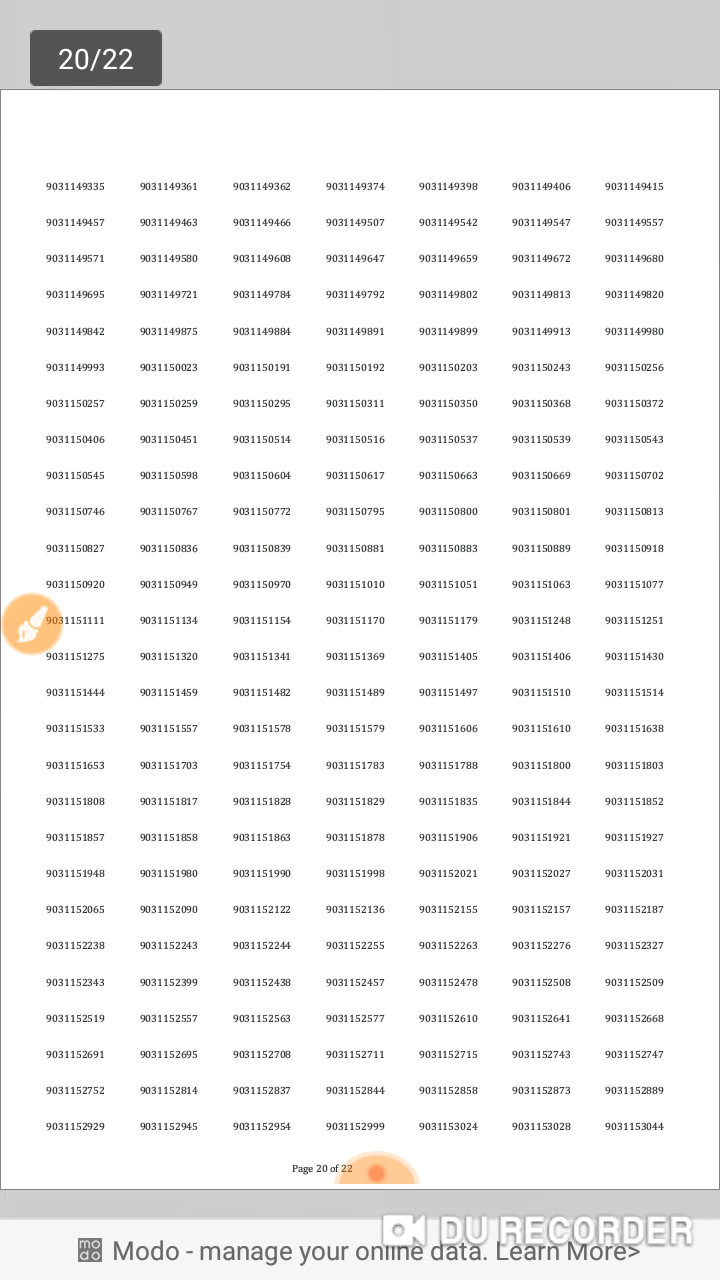 20/22
9031149335 9031149361 9031149362 9031149374 9031149398 9031149406 9031149415
9031149457 9031149463 9031149466 9031149507 9031149542 9031149547 9031149557
9031149571 9031149580 9031149608 9031149647 9031149659 9031149672 9031149680
9031149695 9031149721 9031149784 9031149792 9031149802 9031149813 9031149820
9031149842 9031149875 9031149884 9031149891 9031149899 9031149913 9031149980
9031149993 9031150023 9031150191 9031150192 9031150203 9031150243 9031150256
9031150257 9031150259 9031150295 9031150311 9031150350 9031150368 9031150372
9031150406 9031150451 9031150514 9031150516 9031150537 9031150539 9031150543
9031150545 9031150598 9031150604 9031150617 9031150663 9031150669 9031150702
9031150746 9031150767 9031150772 9031150795 9031150800 9031150801 9031150813
9031150827 9031150836 9031150839 9031150881 9031150883 9031150889 9031150918
9031150920 9031150949 9031150970 9031151010 9031151051 9031151063 9031151077
9031151111 9031151134 9031151154 9031151170 9031151179 9031151248 9031151251
9031151275 9031151320 9031151341 9031151369 9031151405 9031151406 9031151430
9031151444 9031151459 9031151482 9031151489 9031151497 9031151510 9031151514
9031151533 9031151557 9031151578 9031151579 9031151606 9031151610 9031151638
9031151653 9031151703 9031151754 9031151783 9031151788 9031151800 9031151803
9031151808 9031151817 9031151828 9031151829 9031151835 9031151844 9031151852
9031151857 9031151858 9031151863 9031151878 9031151906 9031151921 9031151927
9031151948 9031151980 9031151990 9031151998 9031152021 9031152027 9031152031
9031152065 9031152090 9031152122 9031152136 9031152155 9031152157 9031152187
9031152238 9031152243 9031152244 9031152255 9031152263 9031152276 9031152327
9031152343 9031152399 9031152438 9031152457 9031152478 9031152508 9031152509
9031152519 9031152557 9031152563 9031152577 9031152610 9031152641 9031152668
9031152691 9031152695 9031152708 9031152711 9031152715 9031152743 9031152747
9031152752 9031152814 9031152837 9031152844 9031152858 9031152873 9031152889
9031152929 9031152945 9031152954 9031152999 9031153024 9031153028 9031153044
Page 20 of 22
DU RECORDER
modo Modo - manage your online data. Learn More>